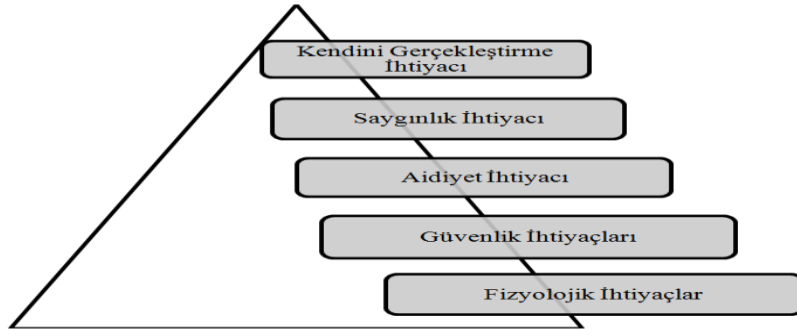 Kendini Gerçekleştirme
İhtiyacı
Saygınlık İhtiyacı
Aidiyet İhtiyacı
Güvenlik İhtiyaçları
Fizyolojik İhtiyaçlar